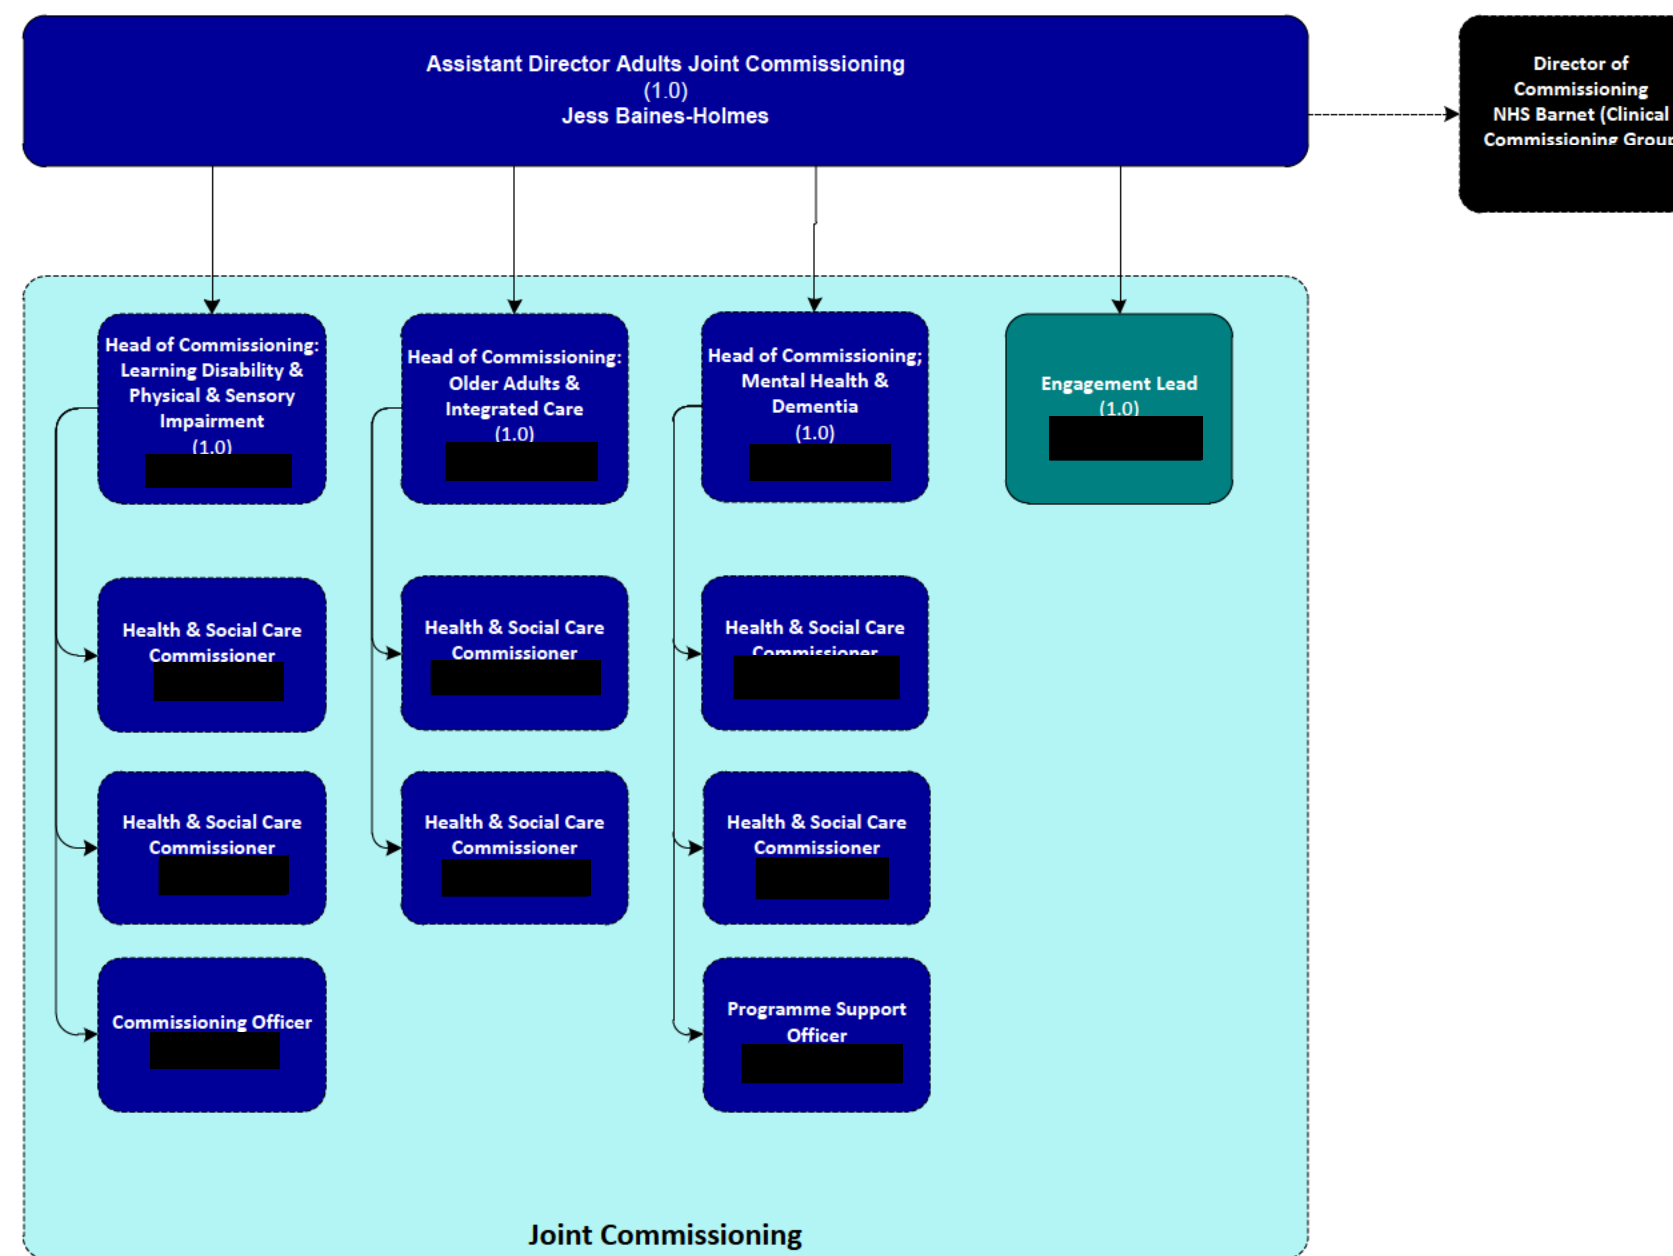 Assistant Director Adults Joint Commissioning
(1.0)
Jess Baines-Holmes
Director of
Commissioning
NHS Barnet (Clinical
Commissioning Group
Head of Commissioning:
Learning Disability &
Physical & Sensory
Impairment
(1.0)
Head of Commissioning:
Older Adults &
Integrated Care
(1.0)
Head of Commissioning;
Mental Health &
Dementia
(1.0)
Engagement Lead
(1.0)
Health & Social Care
Commissioner
Health & Social Care
Commissioner
Health & Social Care
Commissioner
Health & Social Care
Commissioner
Health & Social Care
Commissioner
Health & Social Care
Commissioner
Commissioning Officer
Programme Support
Officer
Joint Commissioning